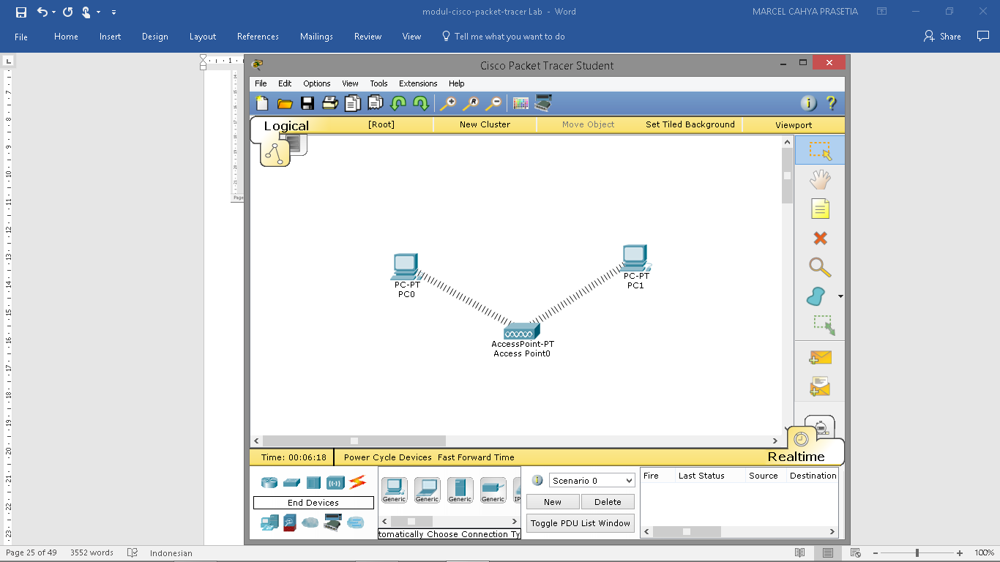 modul-cisco-packet-tracer Lab - Word
MARCEL CAHYA PRASETIA
File Home Insert Design Layout References Mailings Review View Tell me what you want to do Share
Cisco Packet Tracer Student
File Edit Options View Tools Extensions Help
Logical [Root] New Cluster Move Object Set Tiled Background Viewport
PC-PT
PC0
PC-PT
PC1
AccessPoint-PT
Access Point0
Time: 00:06:18 Power Cycle Devices Fast Forward Time Realtime
End Devices
Generic Generic Generic Generic IP
tomatically Choose Connection Ty
Scenario 0
New Delete
Toggle PDU List Window
Fire Last Status Source Destination
Page 25 of 49 3552 words Indonesian 100%